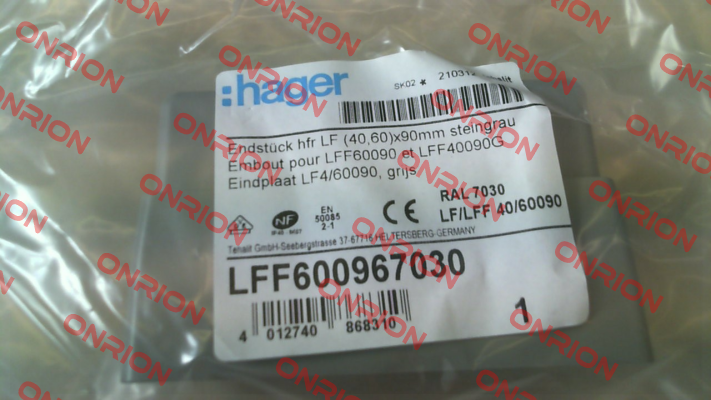 :hager
SK02 * 210312
Endstück hfr LF (40,60)x90mm steingrau
Embout pour LFF60090 et LFF40090G
Eindplaat LF4/60090, grijs
RAL 7030
LF/LFF 40/60090
VDE
NF
EN
50085
2-1
CE
Tehalit GmbH-Seebergstrasse 37-67716 HELTERSBERG-GERMANY
LFF600967030
4 012740 868310
1
ONRION